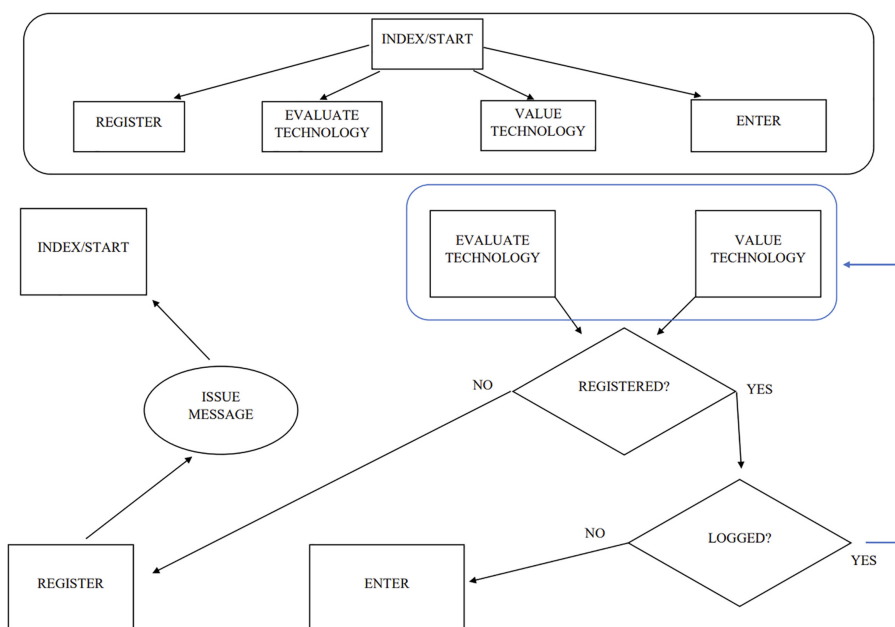 INDEX/START
REGISTER
EVALUATE
TECHNOLOGY
VALUE
TECHNOLOGY
ENTER
INDEX/START
EVALUATE
TECHNOLOGY
VALUE
TECHNOLOGY
NO
REGISTERED?
YES
ISSUE
MESSAGE
NO
LOGGED?
YES
REGISTER
ENTER